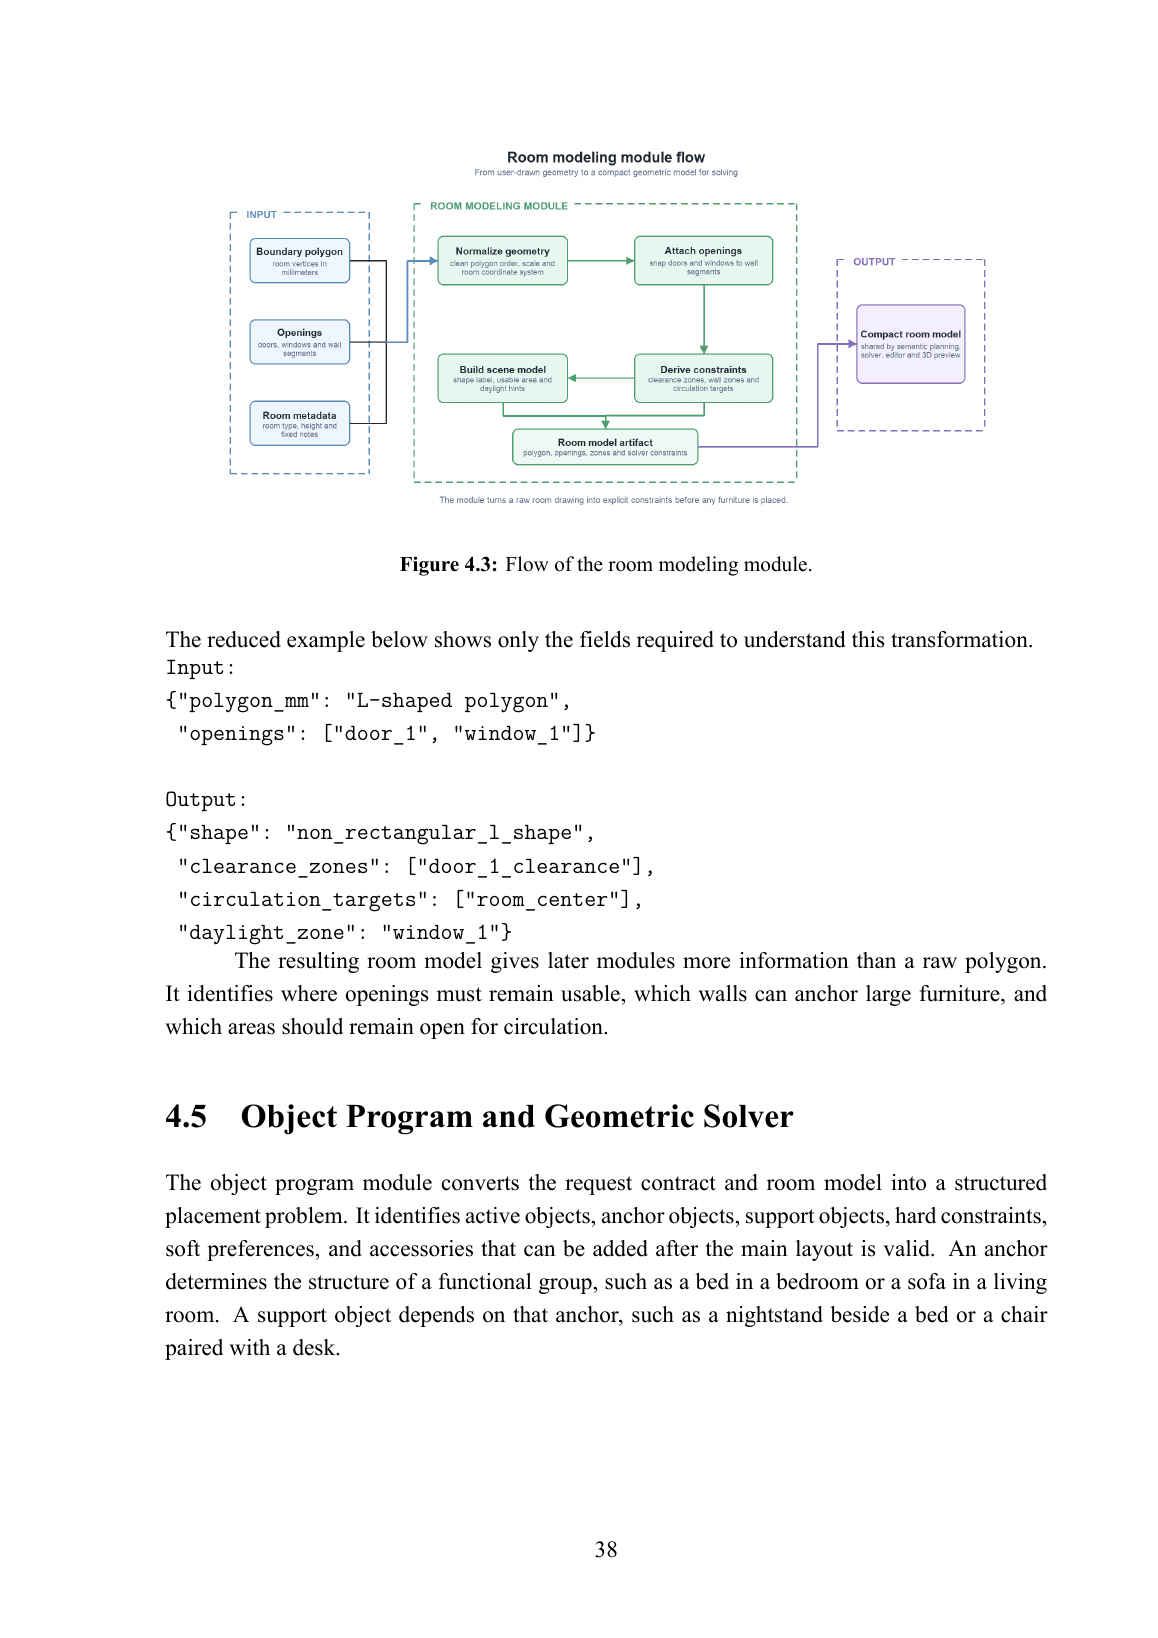 Room modeling module flow
From user-drawn geometry to a compact geometric model for solving
INPUT
Boundary polygon
room vertices in
millimeters
Openings
doors, windows and wall
segments
Room metadata
room type, height and
fixed notes
ROOM MODELING MODULE
Normalize geometry
clean polygon order, scale and
room coordinate system
Attach openings
snap doors and windows to wall
segments
Build scene model
shape label, usable area and
daylight hints
Derive constraints
clearance zones, wall zones and
circulation targets
Room model artifact
polygon, openings, zones and solver constraints
OUTPUT
Compact room model
shared by semantic planning,
solver, editor and 3D preview
The module turns a raw room drawing into explicit constraints before any furniture is placed.
Figure 4.3: Flow of the room modeling module.
The reduced example below shows only the fields required to understand this transformation.
Input:
{"polygon_mm": "L-shaped polygon",
"openings": ["door_1", "window_1"]}
Output:
{"shape": "non_rectangular_l_shape",
"clearance_zones": ["door_1_clearance"],
"circulation_targets": ["room_center"],
"daylight_zone": "window_1"}
The resulting room model gives later modules more information than a raw polygon.
It identifies where openings must remain usable, which walls can anchor large furniture, and
which areas should remain open for circulation.
4.5 Object Program and Geometric Solver
The object program module converts the request contract and room model into a structured
placement problem. It identifies active objects, anchor objects, support objects, hard constraints,
soft preferences, and accessories that can be added after the main layout is valid. An anchor
determines the structure of a functional group, such as a bed in a bedroom or a sofa in a living
room. A support object depends on that anchor, such as a nightstand beside a bed or a chair
paired with a desk.
38